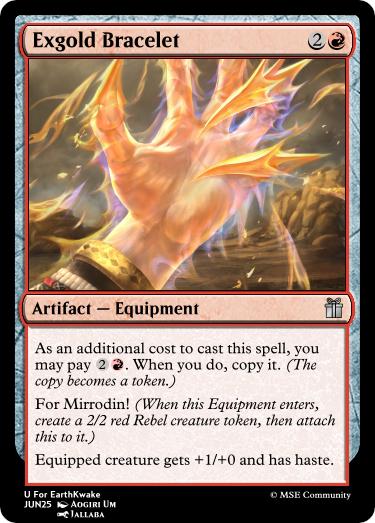 Exgold Bracelet 2R
Artifact — Equipment
As an additional cost to cast this spell, you
may pay 2R. When you do, copy it. (The
copy becomes a token.)
For Mirrodin! (When this Equipment enters,
create a 2/2 red Rebel creature token, then attach
this to it.)
Equipped creature gets +1/+0 and has haste.
U For EarthKwake
JUN25 Aogiri Um © MSE Community
Jallaba